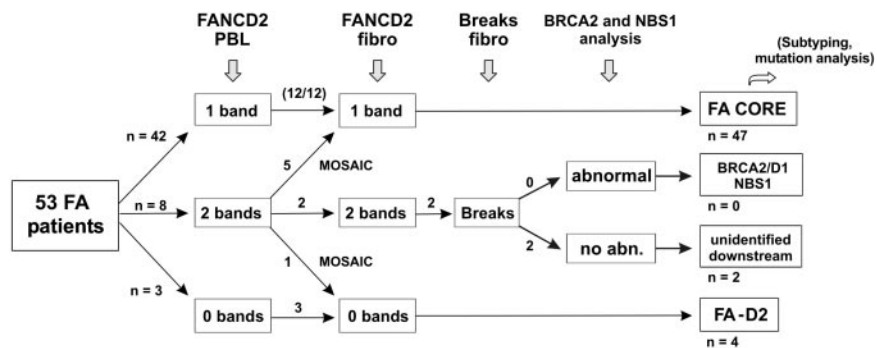 FANCD2
PBL
FANCD2
fibro
Breaks
fibro
BRCA2 and NBS1
analysis
(Subtyping,
mutation analysis)
(12/12)
1 band
1 band
FA CORE
n = 42
n = 47
5
MOSAIC
0
abnormal
BRCA2/D1
NBS1
53 FA
patients
n = 8
2 bands
2
2 bands
2
Breaks
n = 0
2
no abn.
unidentified
downstream
1
MOSAIC
n = 2
n = 3
0 bands
3
0 bands
FA-D2
n = 4